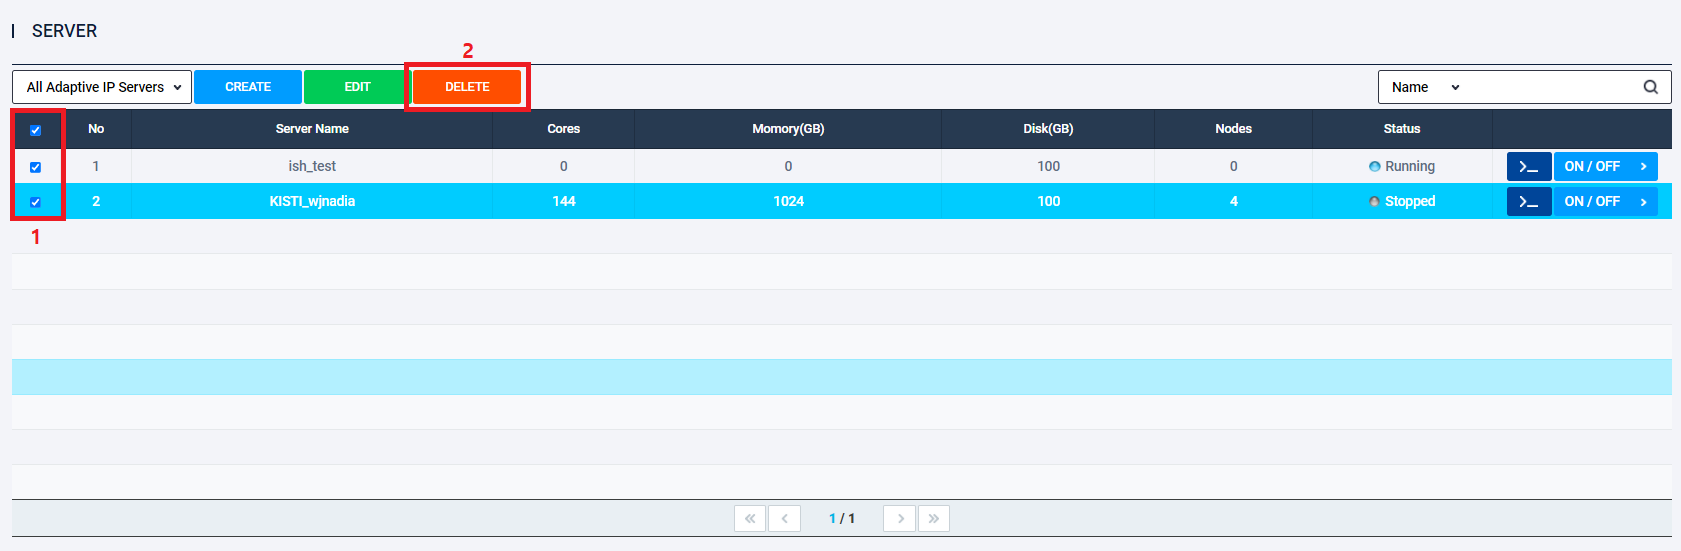 SERVER
2
All Adaptive IP Servers CREATE EDIT DELETE Name
No Server Name Cores Momory(GB) Disk(GB) Nodes Status
1 ish_test 0 0 100 0 Running >_ ON / OFF >
2 KISTI_wjnadia 144 1024 100 4 Stopped >_ ON / OFF >
1
« < 1 / 1 > »